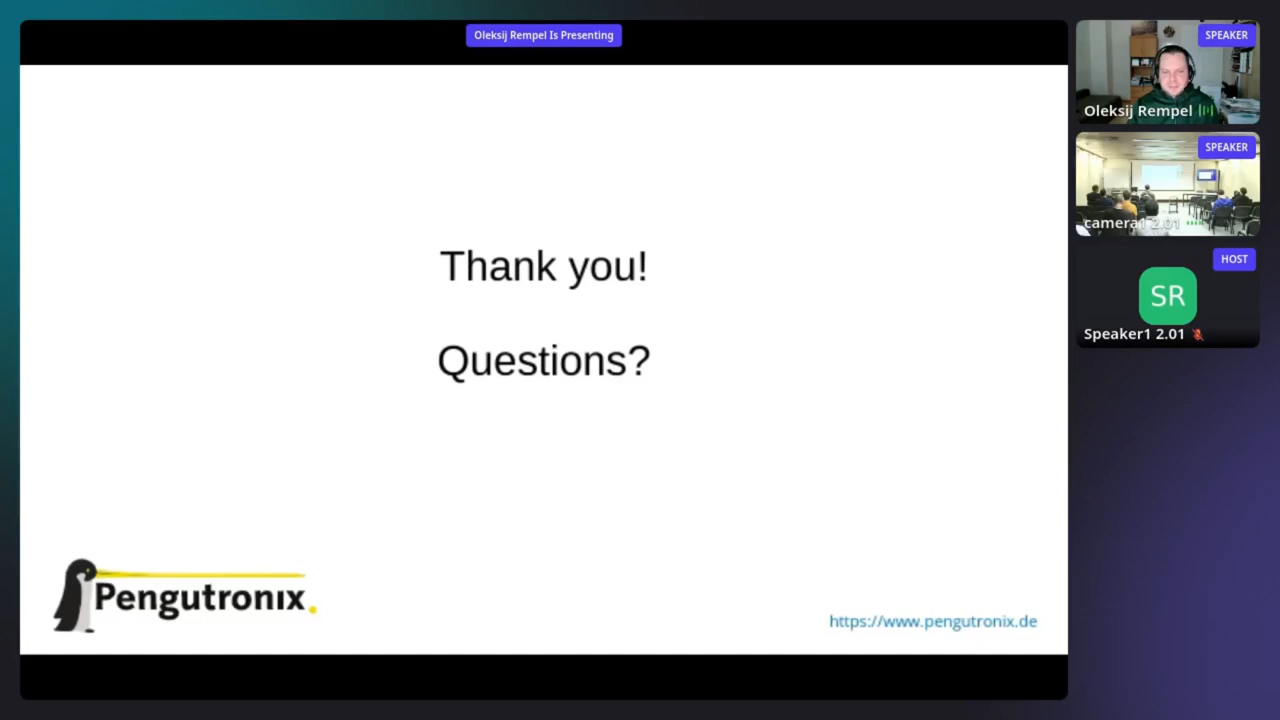 Oleksij Rempel Is Presenting
SPEAKER
Oleksij Rempel
SPEAKER
camera1 2.01
HOST
SR
Speaker1 2.01
Thank you!
Questions?
Pengutronix.
https://www.pengutronix.de